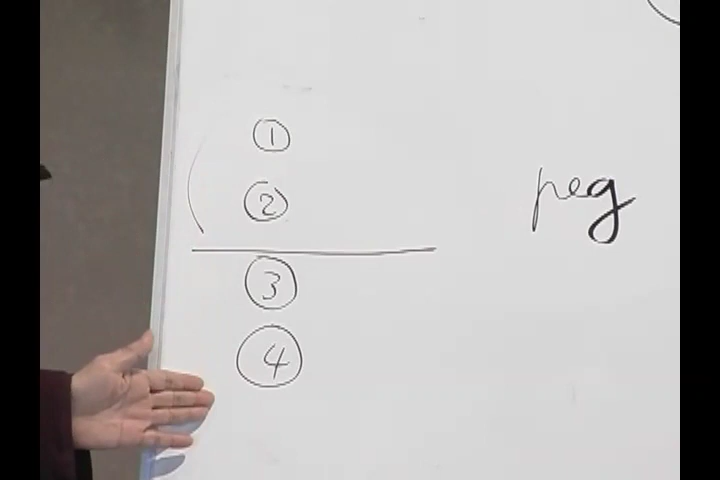 ①
②
peg
③
④